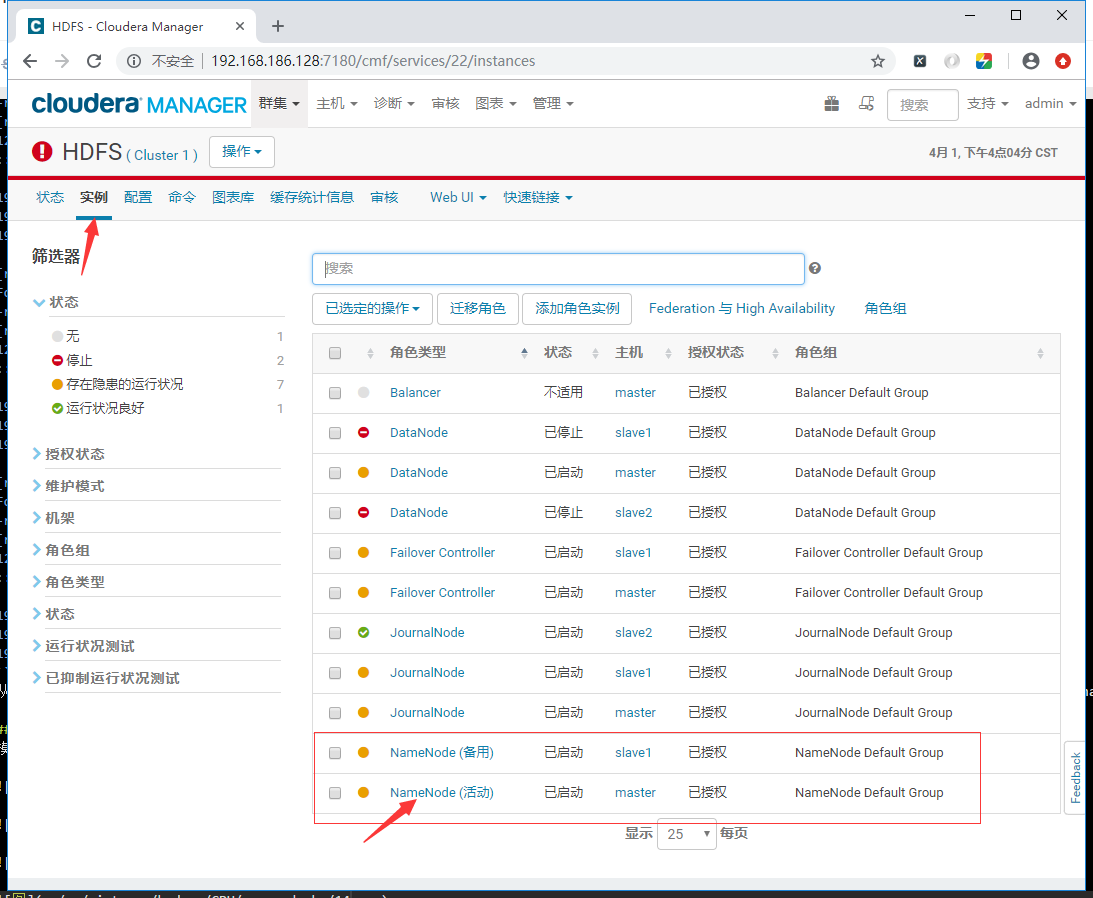 HDFS - Cloudera Manager
不安全 192.168.186.128:7180/cmf/services/22/instances
cloudera MANAGER 群集 主机 诊断 审核 图表 管理 搜索 支持 admin
HDFS ( Cluster 1 ) 操作 4月 1, 下午4点04分 CST
状态 实例 配置 命令 图表库 缓存统计信息 审核 Web UI 快速链接
筛选器
状态
无 1
停止 2
存在隐患的运行状况 7
运行状况良好 1
授权状态
维护模式
机架
角色组
角色类型
状态
运行状况测试
已抑制运行状况测试
搜索
已选定的操作 迁移角色 添加角色实例 Federation 与 High Availability 角色组
角色类型 状态 主机 授权状态 角色组
Balancer 不适用 master 已授权 Balancer Default Group
DataNode 已停止 slave1 已授权 DataNode Default Group
DataNode 已启动 master 已授权 DataNode Default Group
DataNode 已停止 slave2 已授权 DataNode Default Group
Failover Controller 已启动 slave1 已授权 Failover Controller Default Group
Failover Controller 已启动 master 已授权 Failover Controller Default Group
JournalNode 已启动 slave2 已授权 JournalNode Default Group
JournalNode 已启动 slave1 已授权 JournalNode Default Group
JournalNode 已启动 master 已授权 JournalNode Default Group
NameNode (备用) 已启动 slave1 已授权 NameNode Default Group
NameNode (活动) 已启动 master 已授权 NameNode Default Group
显示 25 每页
Feedback